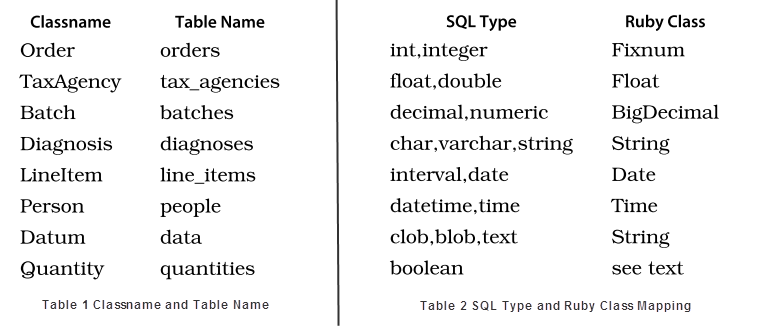 Classname Table Name
Order orders
TaxAgency tax_agencies
Batch batches
Diagnosis diagnoses
LineItem line_items
Person people
Datum data
Quantity quantities
Table 1 Classname and Table Name
SQL Type Ruby Class
int,integer Fixnum
float,double Float
decimal,numeric BigDecimal
char,varchar,string String
interval,date Date
datetime,time Time
clob,blob,text String
boolean see text
Table 2 SQL Type and Ruby Class Mapping